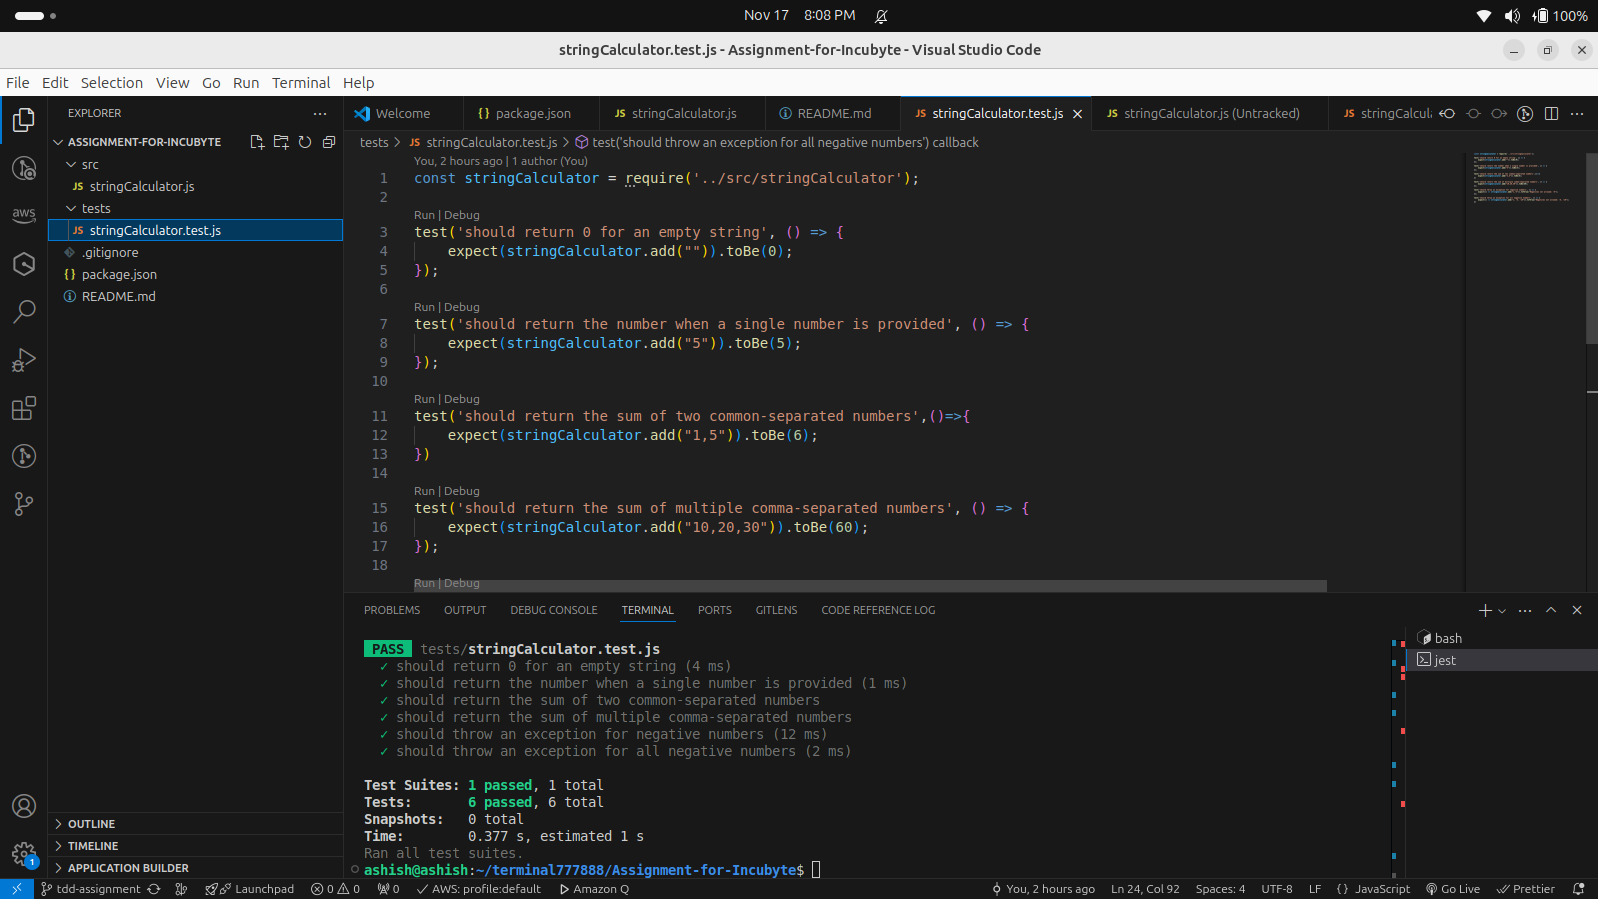 Nov 17 8:08 PM
100%
stringCalculator.test.js - Assignment-for-Incubyte - Visual Studio Code
File Edit Selection View Go Run Terminal Help
EXPLORER
Welcome
{} package.json
JS stringCalculator.js
README.md
JS stringCalculator.test.js
JS stringCalculator.js (Untracked)
JS stringCalcul
ASSIGNMENT-FOR-INCUBYTE
src
JS stringCalculator.js
tests
JS stringCalculator.test.js
.gitignore
{} package.json
README.md
aws
OUTLINE
TIMELINE
APPLICATION BUILDER
1
tests > JS stringCalculator.test.js > test('should throw an exception for all negative numbers') callback
You, 2 hours ago | 1 author (You)
1 const stringCalculator = require('../src/stringCalculator');
2
Run | Debug
3 test('should return 0 for an empty string', () => {
4 expect(stringCalculator.add("")).toBe(0);
5 });
6
Run | Debug
7 test('should return the number when a single number is provided', () => {
8 expect(stringCalculator.add("5")).toBe(5);
9 });
10
Run | Debug
11 test('should return the sum of two common-separated numbers',()=>{
12 expect(stringCalculator.add("1,5")).toBe(6);
13 })
14
Run | Debug
15 test('should return the sum of multiple comma-separated numbers', () => {
16 expect(stringCalculator.add("10,20,30")).toBe(60);
17 });
18
Run | Debug
PROBLEMS OUTPUT DEBUG CONSOLE TERMINAL PORTS GITLENS CODE REFERENCE LOG
bash
jest
PASS tests/stringCalculator.test.js
✓ should return 0 for an empty string (4 ms)
✓ should return the number when a single number is provided (1 ms)
✓ should return the sum of two common-separated numbers
✓ should return the sum of multiple comma-separated numbers
✓ should throw an exception for negative numbers (12 ms)
✓ should throw an exception for all negative numbers (2 ms)
Test Suites: 1 passed, 1 total
Tests: 6 passed, 6 total
Snapshots: 0 total
Time: 0.377 s, estimated 1 s
Ran all test suites.
ashish@ashish:~/terminal777888/Assignment-for-Incubyte$
tdd-assignment Launchpad 0 0 0 AWS: profile:default Amazon Q You, 2 hours ago Ln 24, Col 92 Spaces: 4 UTF-8 LF {} JavaScript Go Live Prettier